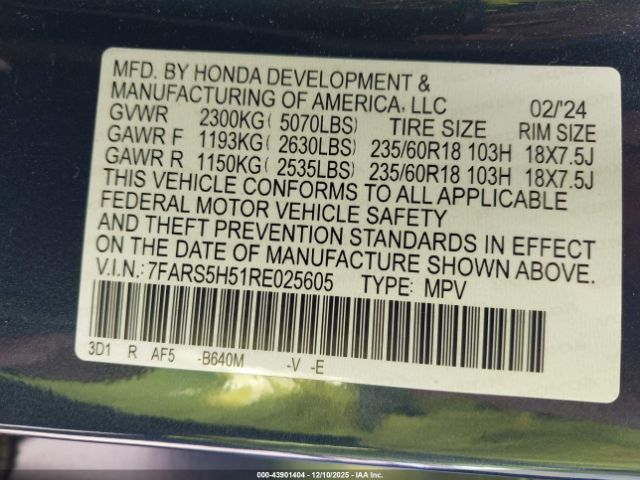 MFD. BY HONDA DEVELOPMENT &
MANUFACTURING OF AMERICA, LLC 02/'24
GVWR 2300KG ( 5070LBS) TIRE SIZE RIM SIZE
GAWR F 1193KG ( 2630LBS) 235/60R18 103H 18X7.5J
GAWR R 1150KG ( 2535LBS) 235/60R18 103H 18X7.5J
THIS VEHICLE CONFORMS TO ALL APPLICABLE
FEDERAL MOTOR VEHICLE SAFETY
AND THEFT PREVENTION STANDARDS IN EFFECT
ON THE DATE OF MANUFACTURE SHOWN ABOVE.
V.I.N.: 7FARS5H51RE025605 TYPE: MPV
3D1 R AF5 -B640M -V -E
000-43901404 - 12/10/2025 - IAAI.COM